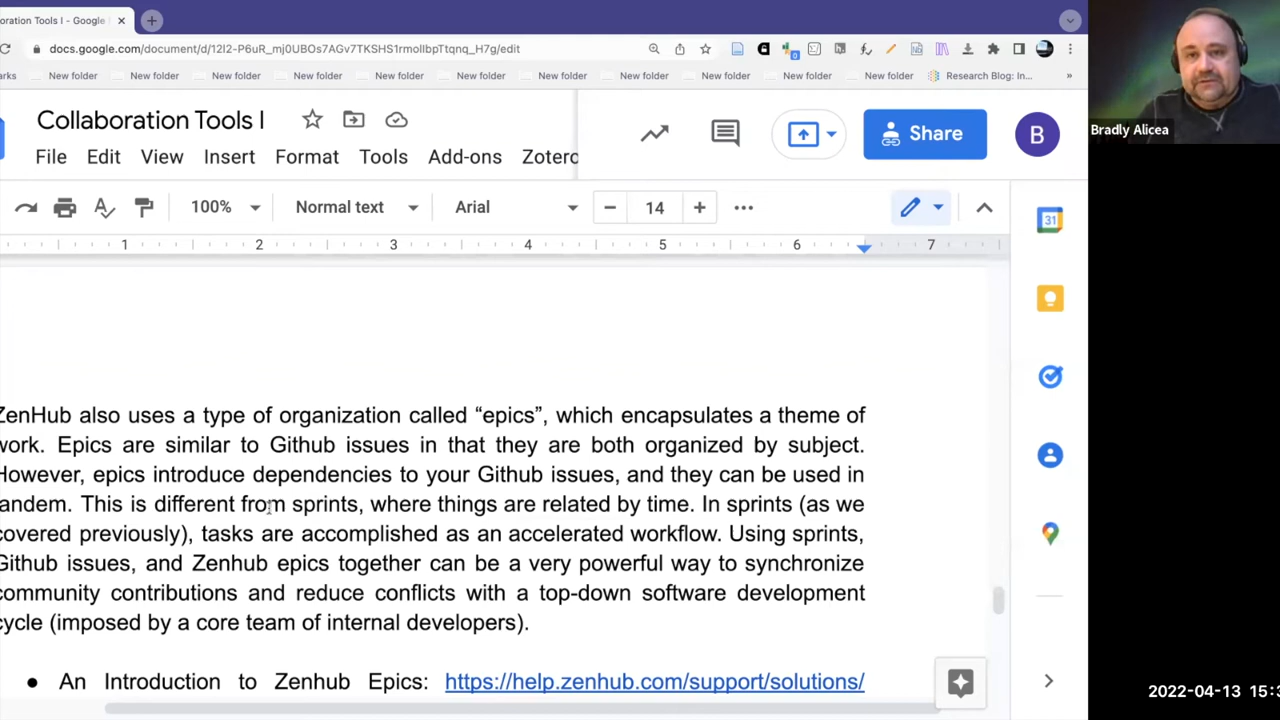 oration Tools I - Google
docs.google.com/document/d/12I2-P6uR_mj0UBOs7AGv7TKSHS1rmolIbpTtqnq_H7g/edit
rks New folder New folder New folder New folder New folder New folder New folder New folder New folder New folder New folder Research Blog: In... »
Collaboration Tools I
Share
B
File Edit View Insert Format Tools Add-ons Zotero
100% Normal text Arial 14
1 2 3 4 5 6 7
31
ZenHub also uses a type of organization called “epics”, which encapsulates a theme of
work. Epics are similar to Github issues in that they are both organized by subject.
However, epics introduce dependencies to your Github issues, and they can be used in
tandem. This is different from sprints, where things are related by time. In sprints (as we
covered previously), tasks are accomplished as an accelerated workflow. Using sprints,
Github issues, and Zenhub epics together can be a very powerful way to synchronize
community contributions and reduce conflicts with a top-down software development
cycle (imposed by a core team of internal developers).
● An Introduction to Zenhub Epics: https://help.zenhub.com/support/solutions/
Bradly Alicea
2022-04-13 15:3